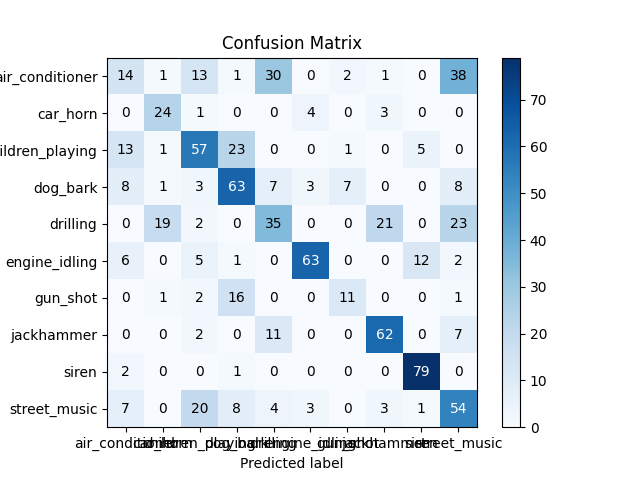 Confusion Matrix
air_conditioner 14 1 13 1 30 0 2 1 0 38
car_horn 0 24 1 0 0 4 0 3 0 0
ildren_playing 13 1 57 23 0 0 1 0 5 0
dog_bark 8 1 3 63 7 3 7 0 0 8
drilling 0 19 2 0 35 0 0 21 0 23
engine_idling 6 0 5 1 0 63 0 0 12 2
gun_shot 0 1 2 16 0 0 11 0 0 1
jackhammer 0 0 2 0 11 0 0 62 0 7
siren 2 0 0 1 0 0 0 0 79 0
street_music 7 0 20 8 4 3 0 3 1 54
70
60
50
40
30
20
10
0
street_music
Predicted label